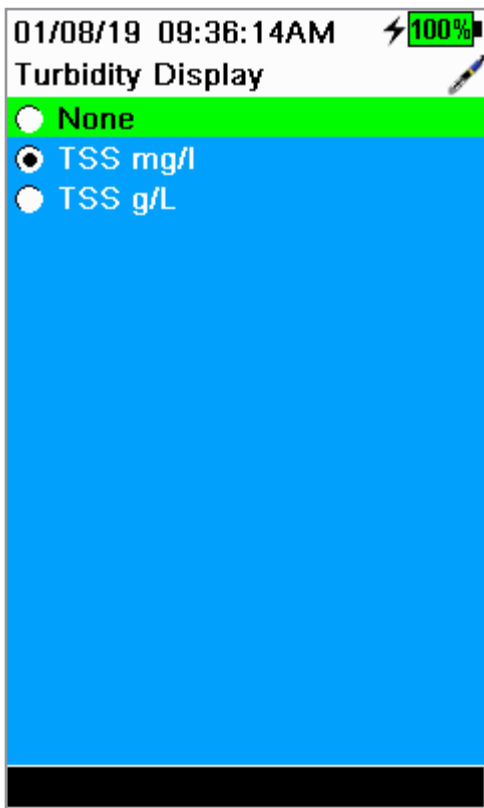 01/08/19 09:36:14AM 100%
Turbidity Display
None
TSS mg/l
TSS g/L